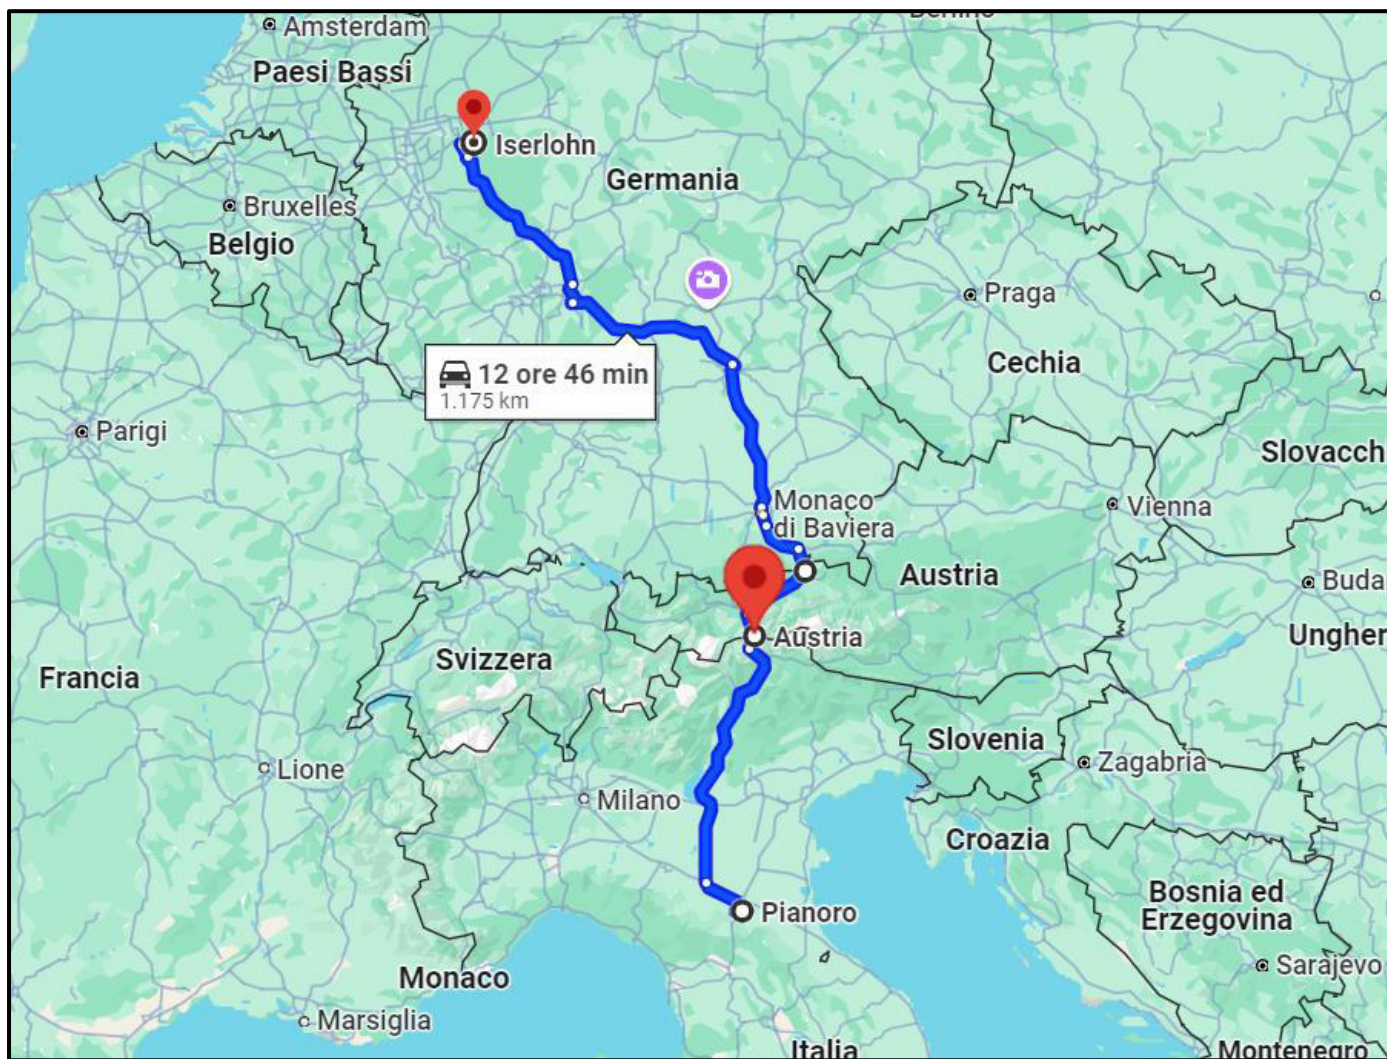 Berlino
Amsterdam
Paesi Bassi
Iserlohn
Germania
Bruxelles
Belgio
Praga
Cechia
12 ore 46 min
1.175 km
Parigi
Slovacch
Monaco
di Baviera
Vienna
Austria
Buda
Austria
Ungher
Svizzera
Francia
Slovenia
Zagabria
Lione
Milano
Croazia
Bosnia ed
Erzegovina
Pianoro
Sarajevo
Monaco
Marsiglia
Italia
Montenegro